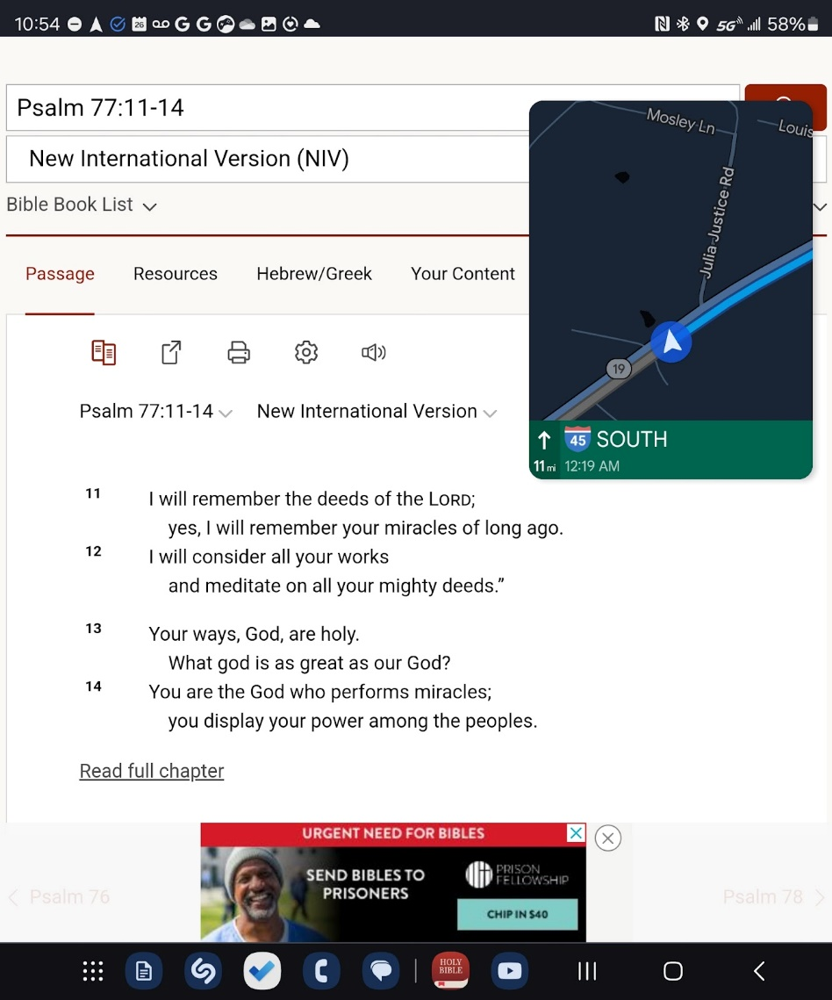 10:54
26
5G
58%
Psalm 77:11-14
New International Version (NIV)
Bible Book List
Passage Resources Hebrew/Greek Your Content
Mosley Ln
Louis
Julia Justice Rd
19
45 SOUTH
11 mi 12:19 AM
Psalm 77:11-14 New International Version
11 I will remember the deeds of the LORD;
yes, I will remember your miracles of long ago.
12 I will consider all your works
and meditate on all your mighty deeds.”
13 Your ways, God, are holy.
What god is as great as our God?
14 You are the God who performs miracles;
you display your power among the peoples.
Read full chapter
URGENT NEED FOR BIBLES
SEND BIBLES TO
PRISONERS
PRISON
FELLOWSHIP
CHIP IN $40
Psalm 76
Psalm 78
HOLY
BIBLE